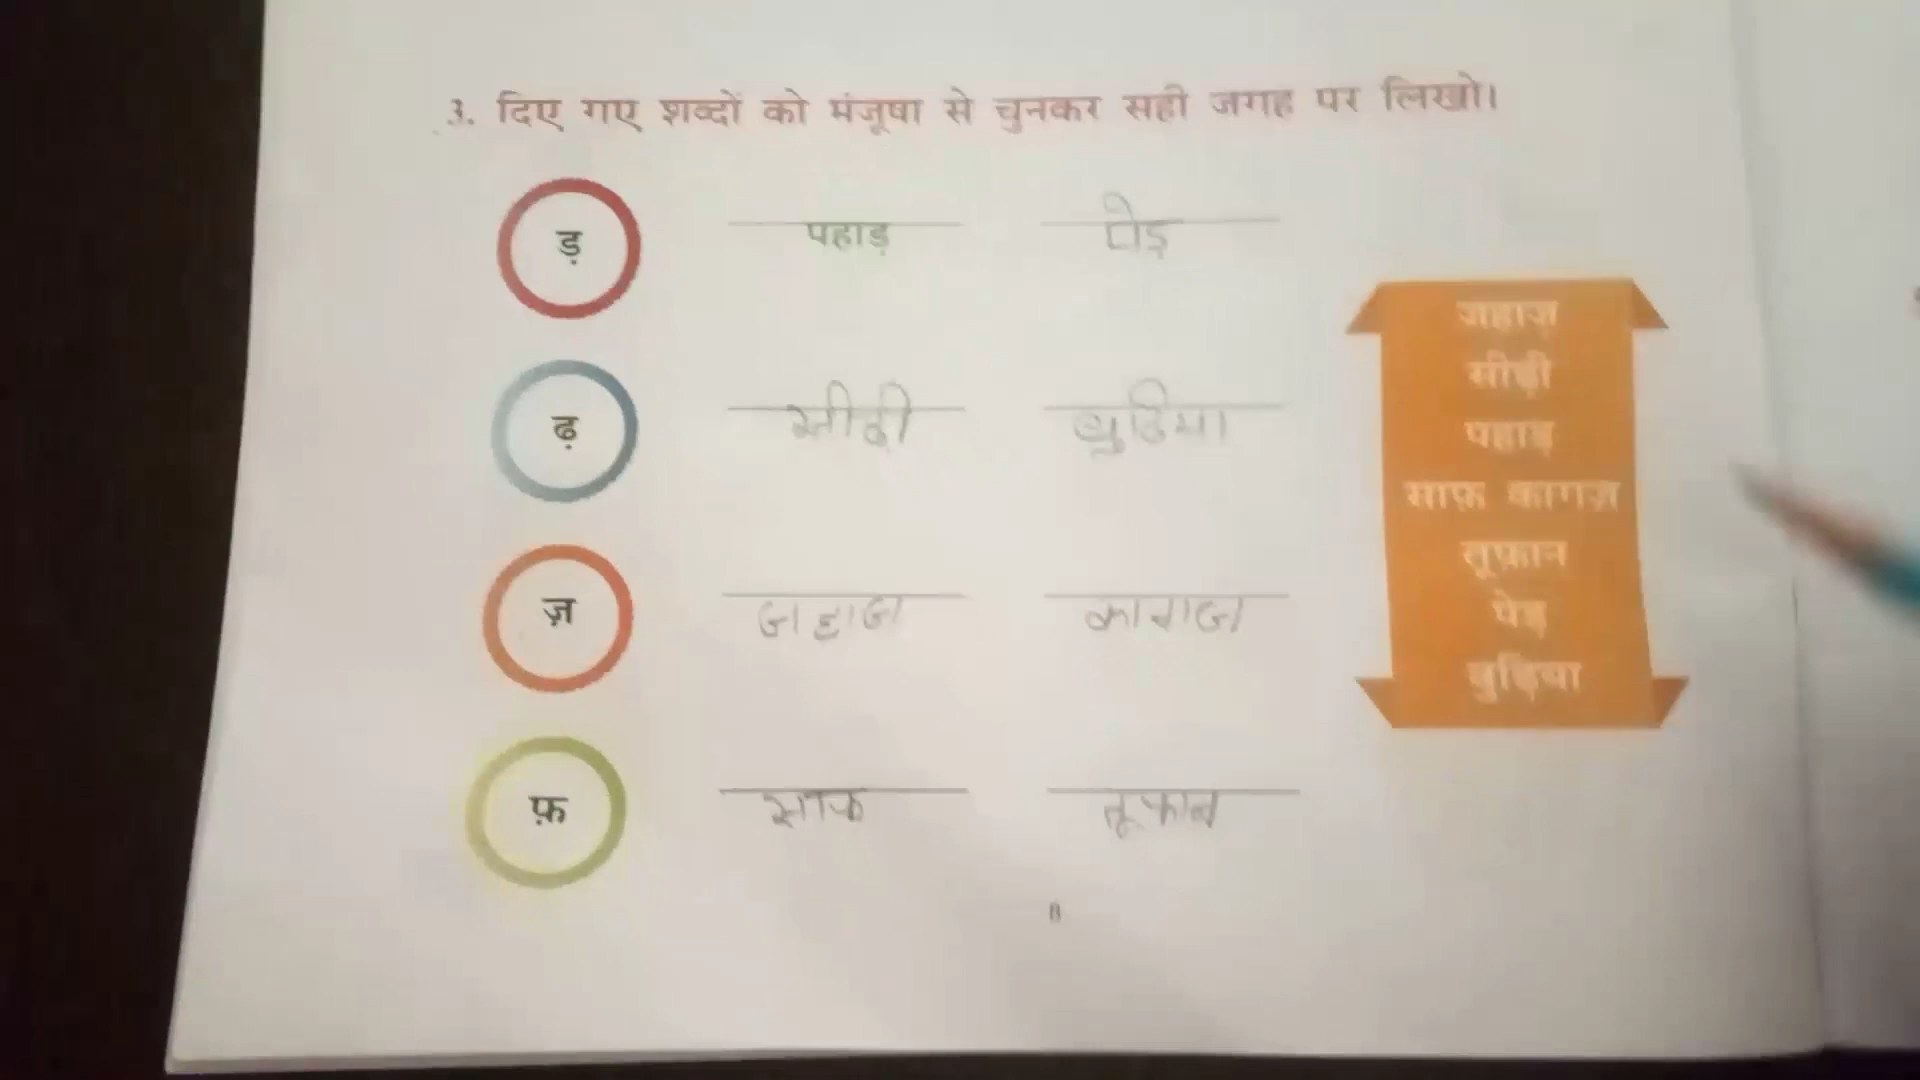 3. दिए गए शब्दों को मंजूषा से चुनकर सही जगह पर लिखो।
ड़ पहाड़ पेड़
ढ़ सीढी बुढिया
ज़ जहाज कागज
फ़ साफ तूफान
जहाज़
सीढ़ी
पहाड़
साफ़ कागज़
तूफ़ान
पेड़
बुढ़िया
8